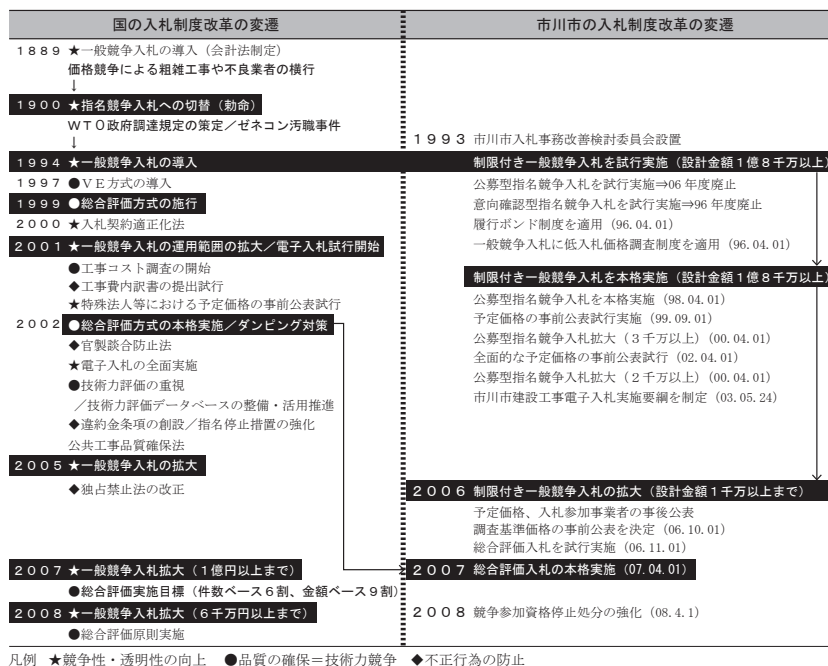 国の入札制度改革の変遷
1889 ★一般競争入札の導入（会計法制定）
価格競争による粗雑工事や不良業者の横行
↓
1900 ★指名競争入札への切替（勅命）
ＷＴＯ政府調達規定の策定／ゼネコン汚職事件
↓
1994 ★一般競争入札の導入
1997 ●ＶＥ方式の導入
1999 ●総合評価方式の施行
2000 ★入札契約適正化法
2001 ★一般競争入札の運用範囲の拡大／電子入札試行開始
●工事コスト調査の開始
◆工事費内訳書の提出試行
★特殊法人等における予定価格の事前公表試行
2002 ●総合評価方式の本格実施／ダンピング対策
◆官製談合防止法
★電子入札の全面実施
●技術力評価の重視
／技術力評価データベースの整備・活用推進
◆違約金条項の創設／指名停止措置の強化
公共工事品質確保法
2005 ★一般競争入札の拡大
◆独占禁止法の改正
2007 ★一般競争入札拡大（１億円以上まで）
●総合評価実施目標（件数ベース６割、金額ベース９割）
2008 ★一般競争入札拡大（６千万円以上まで）
●総合評価原則実施
市川市の入札制度改革の変遷
1993 市川市入札事務改善検討委員会設置
制限付き一般競争入札を試行実施（設計金額１億８千万以上）
公募型指名競争入札を試行実施⇒06 年度廃止
意向確認型指名競争入札を試行実施⇒96 年度廃止
履行ボンド制度を適用（96.04.01）
一般競争入札に低入札価格調査制度を適用（96.04.01）
制限付き一般競争入札を本格実施（設計金額１億８千万以上）
公募型指名競争入札を本格実施（98.04.01）
予定価格の事前公表試行実施（99.09.01）
公募型指名競争入札拡大（３千万以上）（00.04.01）
全面的な予定価格の事前公表試行（02.04.01）
公募型指名競争入札拡大（２千万以上）（00.04.01）
市川市建設工事電子入札実施要綱を制定（03.05.24）
2006 制限付き一般競争入札の拡大（設計金額１千万以上まで）
予定価格、入札参加事業者の事後公表
調査基準価格の事前公表を決定（06.10.01）
総合評価入札を試行実施（06.11.01）
2007 総合評価入札の本格実施（07.04.01）
2008 競争参加資格停止処分の強化（08.4.1）
凡例 ★競争性・透明性の向上 ●品質の確保＝技術力競争 ◆不正行為の防止